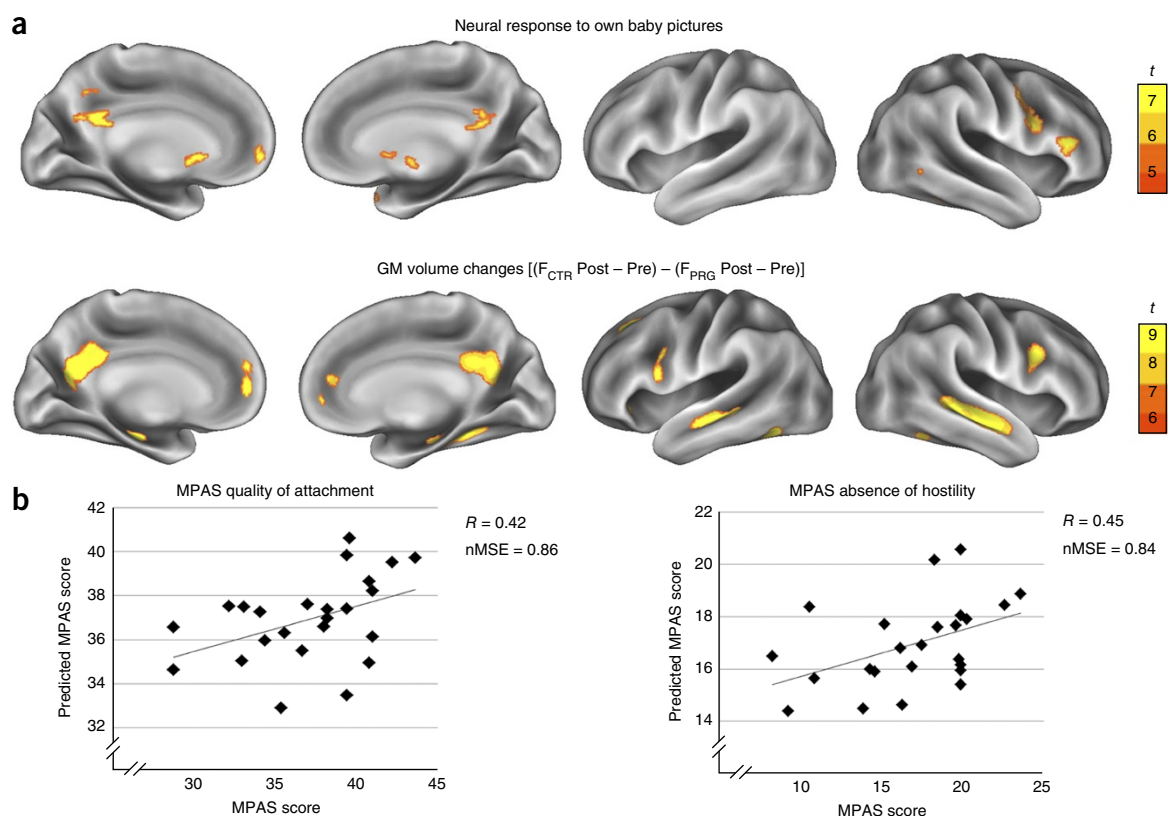 a
Neural response to own baby pictures
t
7
6
5
GM volume changes [(F_CTR Post – Pre) – (F_PRG Post – Pre)]
t
9
8
7
6
b
MPAS quality of attachment
R = 0.42
nMSE = 0.86
Predicted MPAS score
42
40
38
36
34
32
30 35 40 45
MPAS score
MPAS absence of hostility
R = 0.45
nMSE = 0.84
Predicted MPAS score
22
20
18
16
14
10 15 20 25
MPAS score